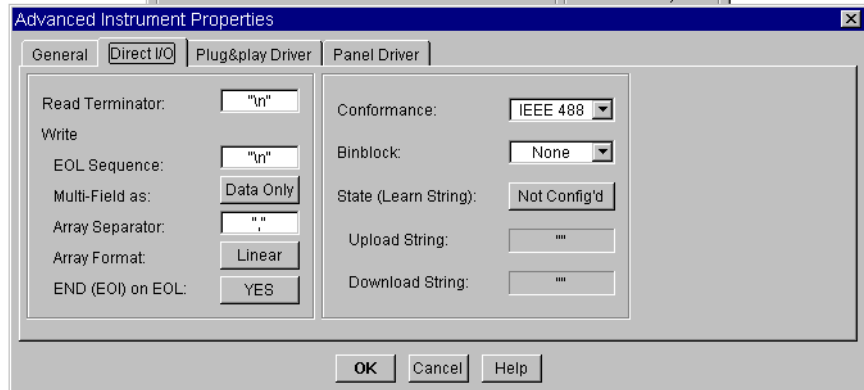 Advanced Instrument Properties
General Direct I/O Plug&play Driver Panel Driver
Read Terminator: "\n"
Write
EOL Sequence: "\n"
Multi-Field as: Data Only
Array Separator: ","
Array Format: Linear
END (EOI) on EOL: YES
Conformance: IEEE 488
Binblock: None
State (Learn String): Not Config'd
Upload String: ""
Download String: ""
OK Cancel Help